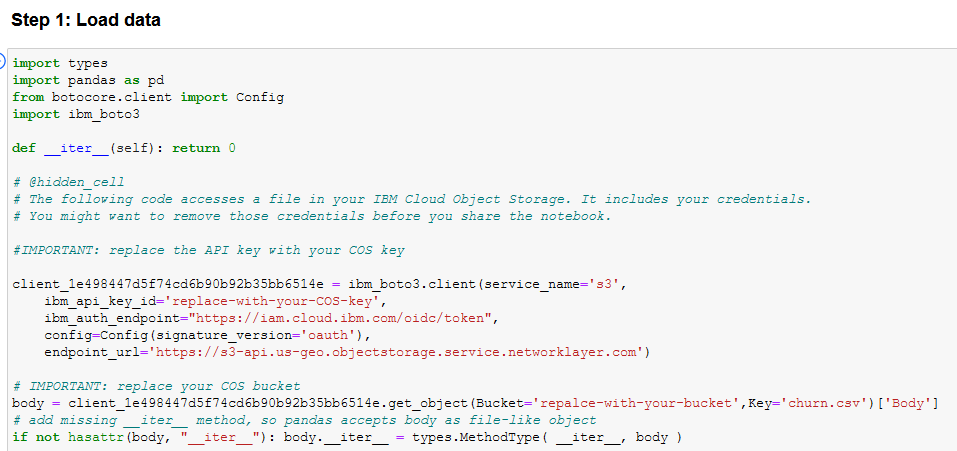 Step 1: Load data
import types
import pandas as pd
from botocore.client import Config
import ibm_boto3
def __iter__(self): return 0
# @hidden_cell
# The following code accesses a file in your IBM Cloud Object Storage. It includes your credentials.
# You might want to remove those credentials before you share the notebook.
#IMPORTANT: replace the API key with your COS key
client_1e498447d5f74cd6b90b92b35bb6514e = ibm_boto3.client(service_name='s3',
    ibm_api_key_id='replace-with-your-COS-key',
    ibm_auth_endpoint="https://iam.cloud.ibm.com/oidc/token",
    config=Config(signature_version='oauth'),
    endpoint_url='https://s3-api.us-geo.objectstorage.service.networklayer.com')
# IMPORTANT: replace your COS bucket
body = client_1e498447d5f74cd6b90b92b35bb6514e.get_object(Bucket='repalce-with-your-bucket',Key='churn.csv')['Body']
# add missing __iter__ method, so pandas accepts body as file-like object
if not hasattr(body, "__iter__"): body.__iter__ = types.MethodType( __iter__, body )